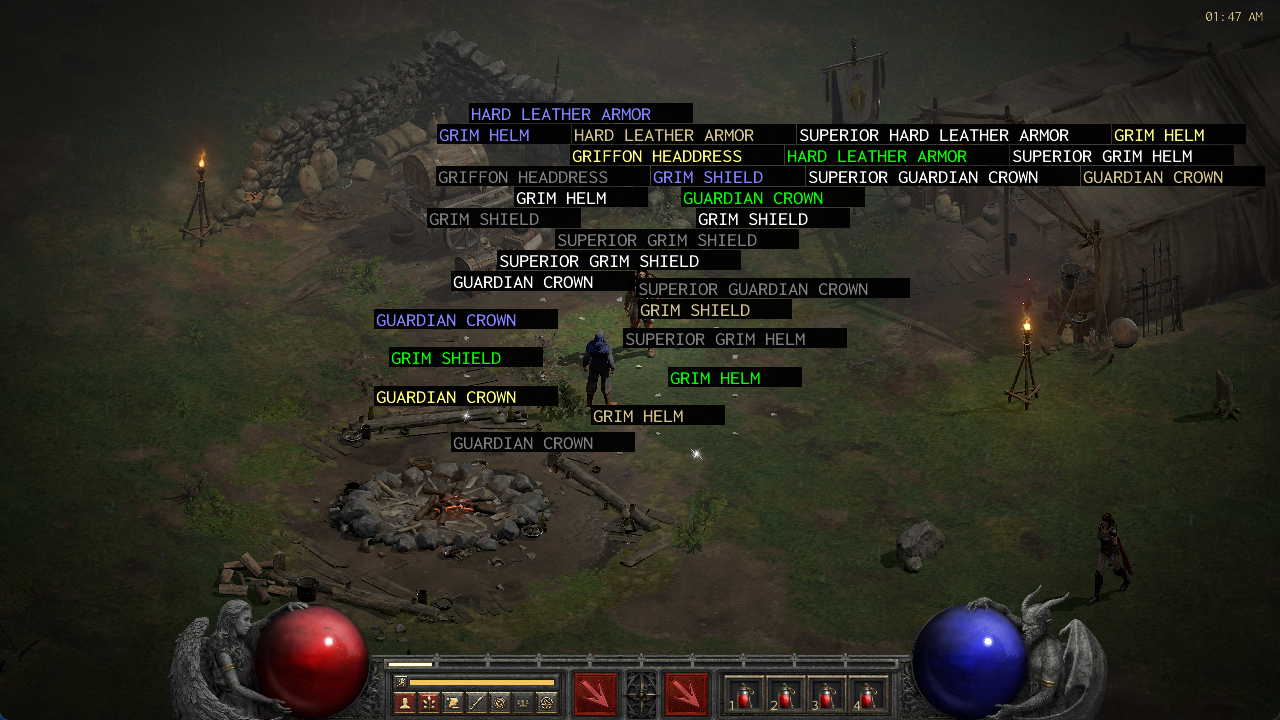 01:47 AM
HARD LEATHER ARMOR
GRIM HELM HARD LEATHER ARMOR SUPERIOR HARD LEATHER ARMOR GRIM HELM
GRIFFON HEADDRESS HARD LEATHER ARMOR SUPERIOR GRIM HELM
GRIFFON HEADDRESS GRIM SHIELD SUPERIOR GUARDIAN CROWN GUARDIAN CROWN
GRIM HELM GUARDIAN CROWN
GRIM SHIELD GRIM SHIELD
SUPERIOR GRIM SHIELD
SUPERIOR GRIM SHIELD
GUARDIAN CROWN SUPERIOR GUARDIAN CROWN
GRIM SHIELD
GUARDIAN CROWN
SUPERIOR GRIM HELM
GRIM SHIELD
GRIM HELM
GUARDIAN CROWN
GRIM HELM
GUARDIAN CROWN
1 2 3 4